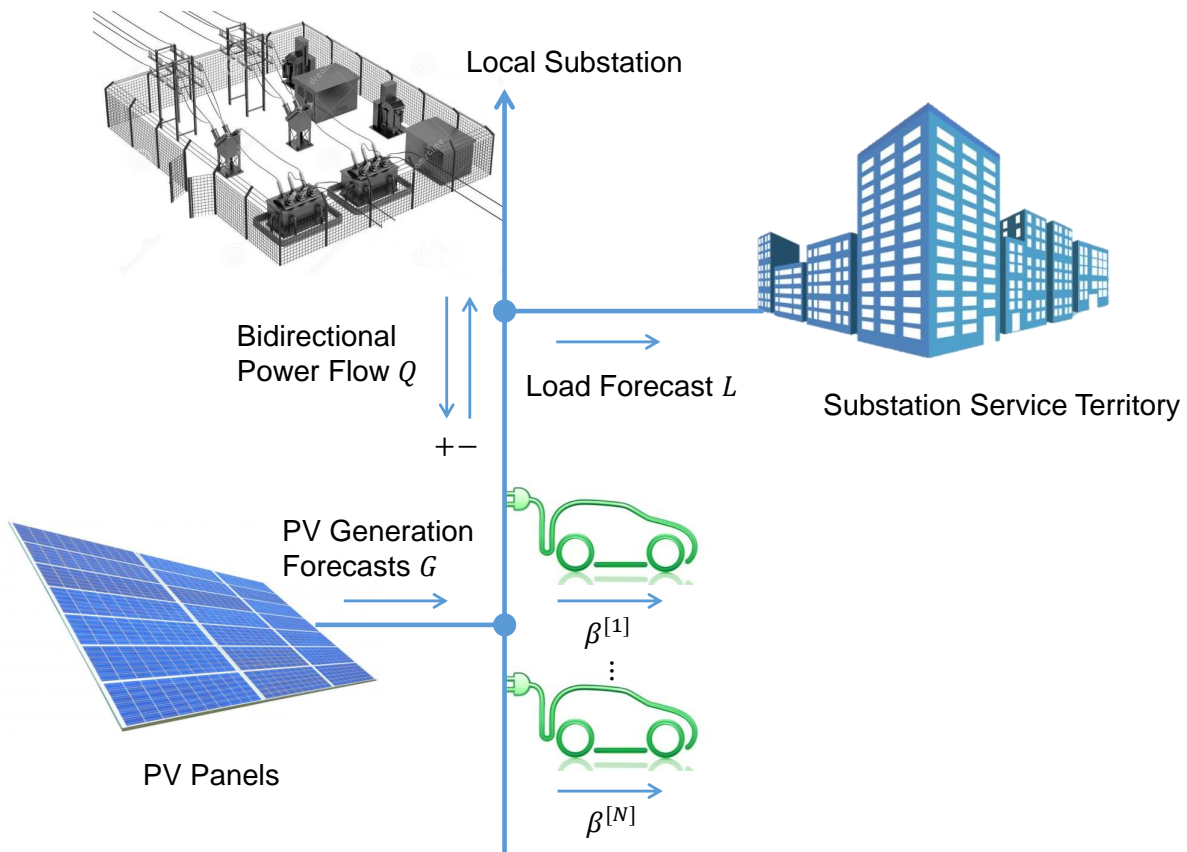 Local Substation
Bidirectional
Power Flow Q
+−
Load Forecast L
Substation Service Territory
PV Generation
Forecasts G
β^[1]
⋮
β^[N]
PV Panels